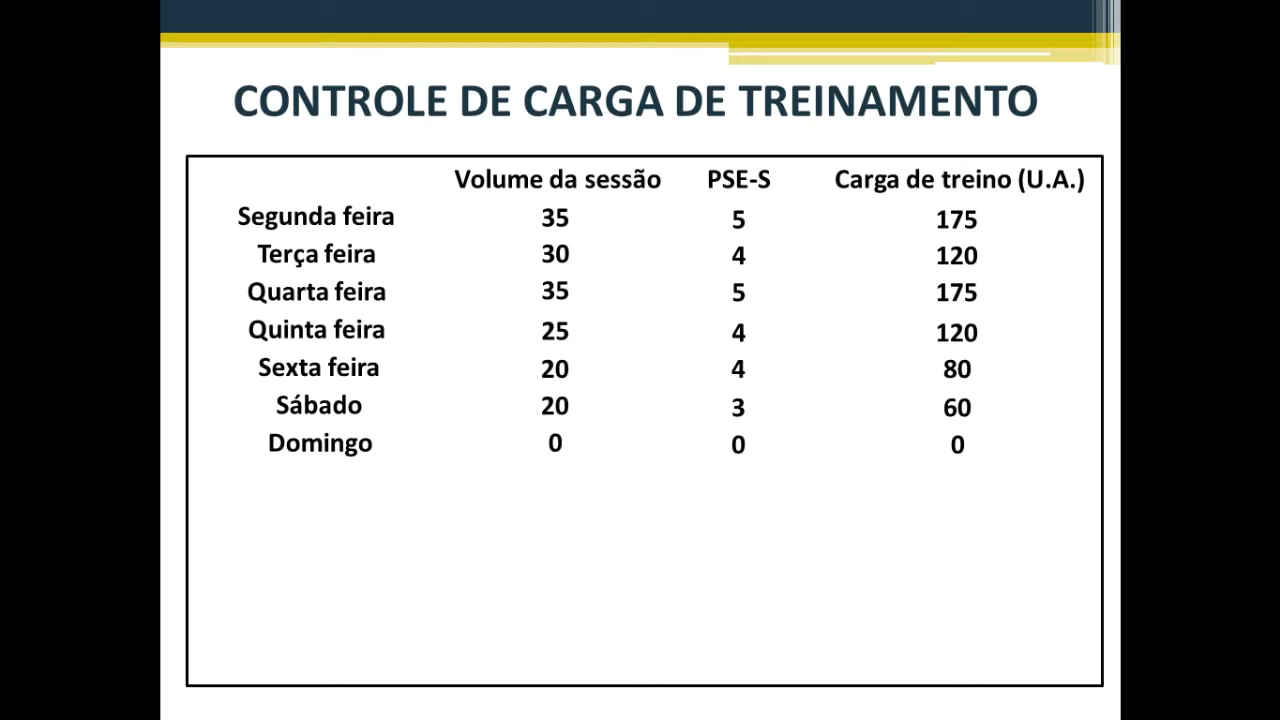 CONTROLE DE CARGA DE TREINAMENTO
Volume da sessão PSE-S Carga de treino (U.A.)
Segunda feira 35 5 175
Terça feira 30 4 120
Quarta feira 35 5 175
Quinta feira 25 4 120
Sexta feira 20 4 80
Sábado 20 3 60
Domingo 0 0 0